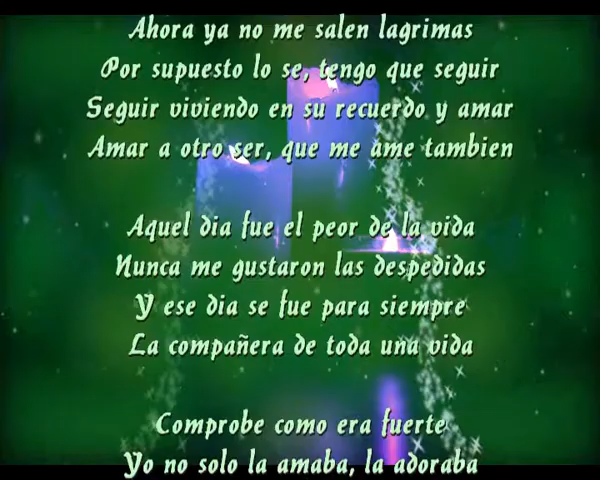 Ahora ya no me salen lagrimas
Por supuesto lo se, tengo que seguir
Seguir viviendo en su recuerdo y amar
Amar a otro ser, que me ame tambien
Aquel dia fue el peor de la vida
Nunca me gustaron las despedidas
Y ese dia se fue para siempre
La compañera de toda una vida
Comprobe como era fuerte
Yo no solo la amaba, la adoraba